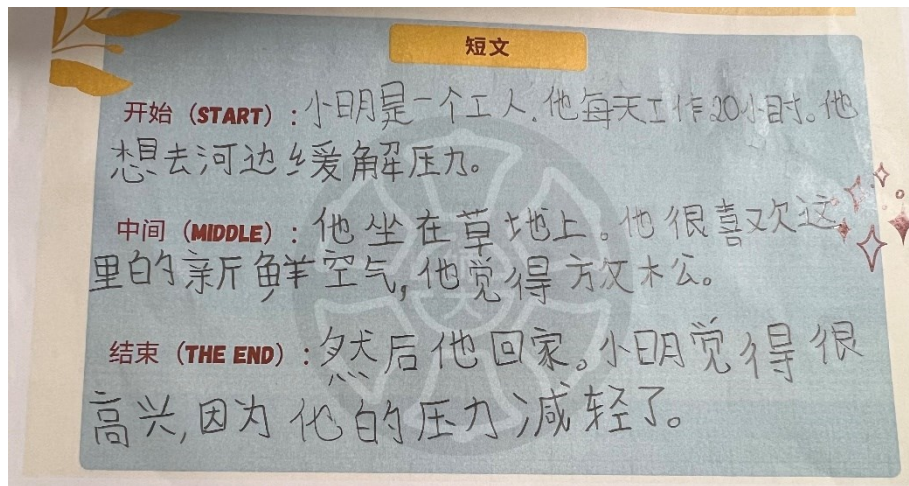 短文
开始（START）：小明是一个工人.他每天工作20小时。他
想去河边缓解压力。
中间（MIDDLE）：他坐在草地上。他很喜欢这
里的新鲜空气,他觉得放松。
结束（THE END）：然后他回家。小明觉得很
高兴,因为他的压力减轻了。